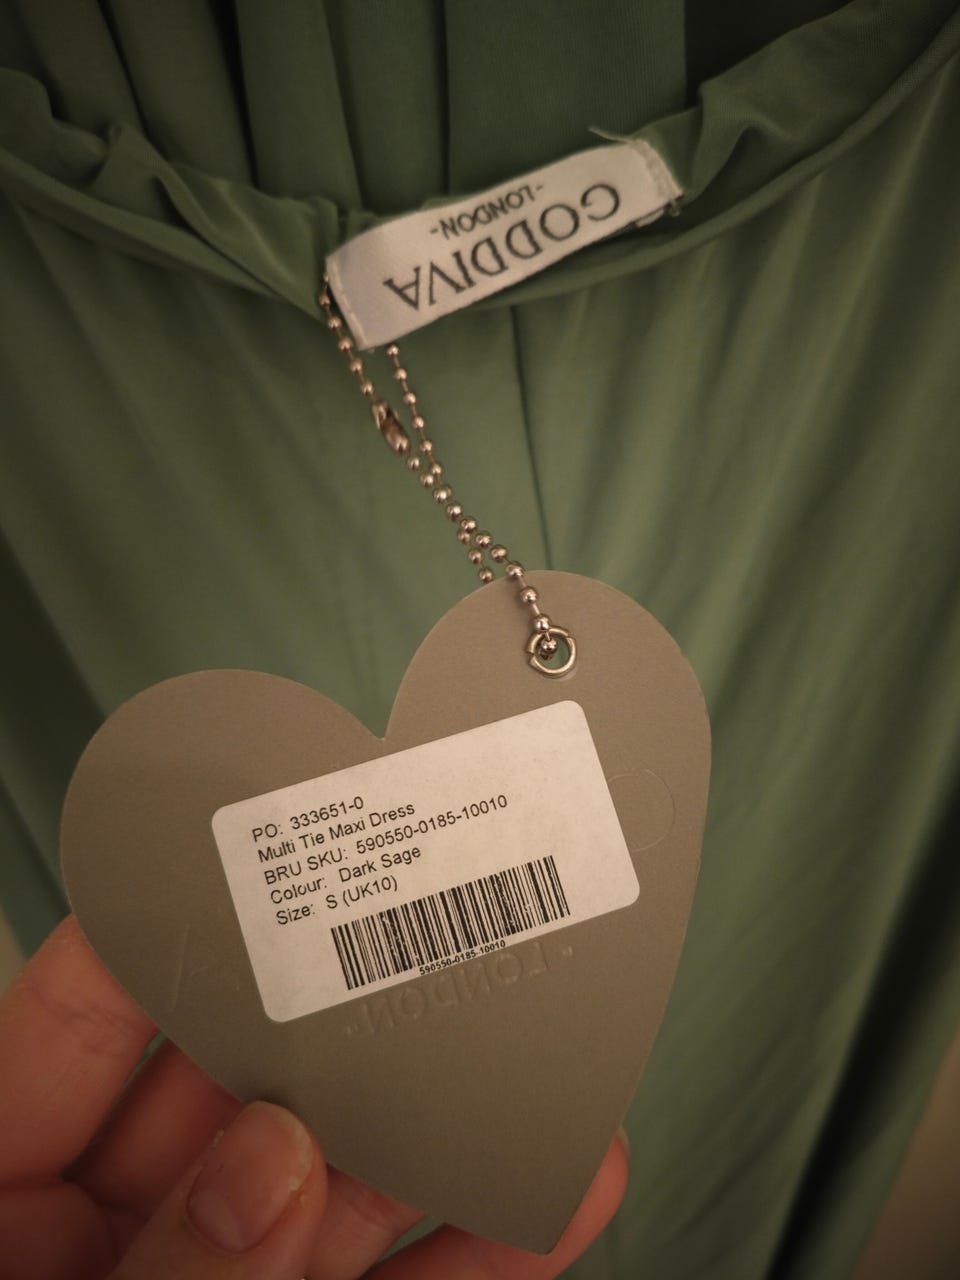 GODDIVA
-LONDON-
PO: 333651-0
Multi Tie Maxi Dress
BRU SKU: 590550-0185-10010
Colour: Dark Sage
Size: S (UK10)
590550-0185-10010
"LONDON"